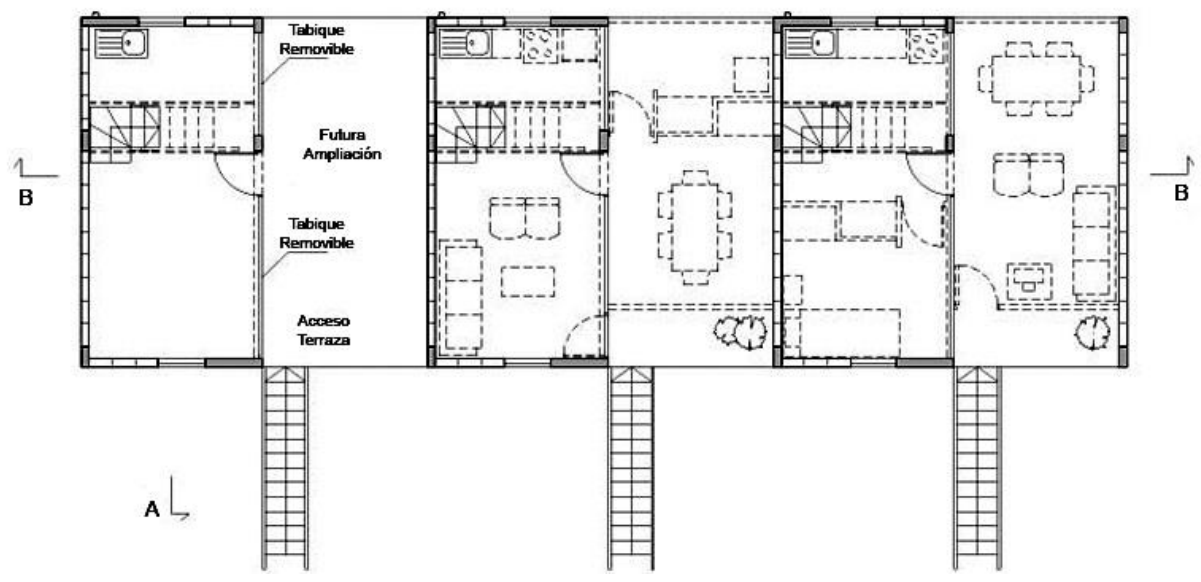 Tabique
Removible
Futura
Ampliación
B
B
Tabique
Removible
Acceso
Terraza
A